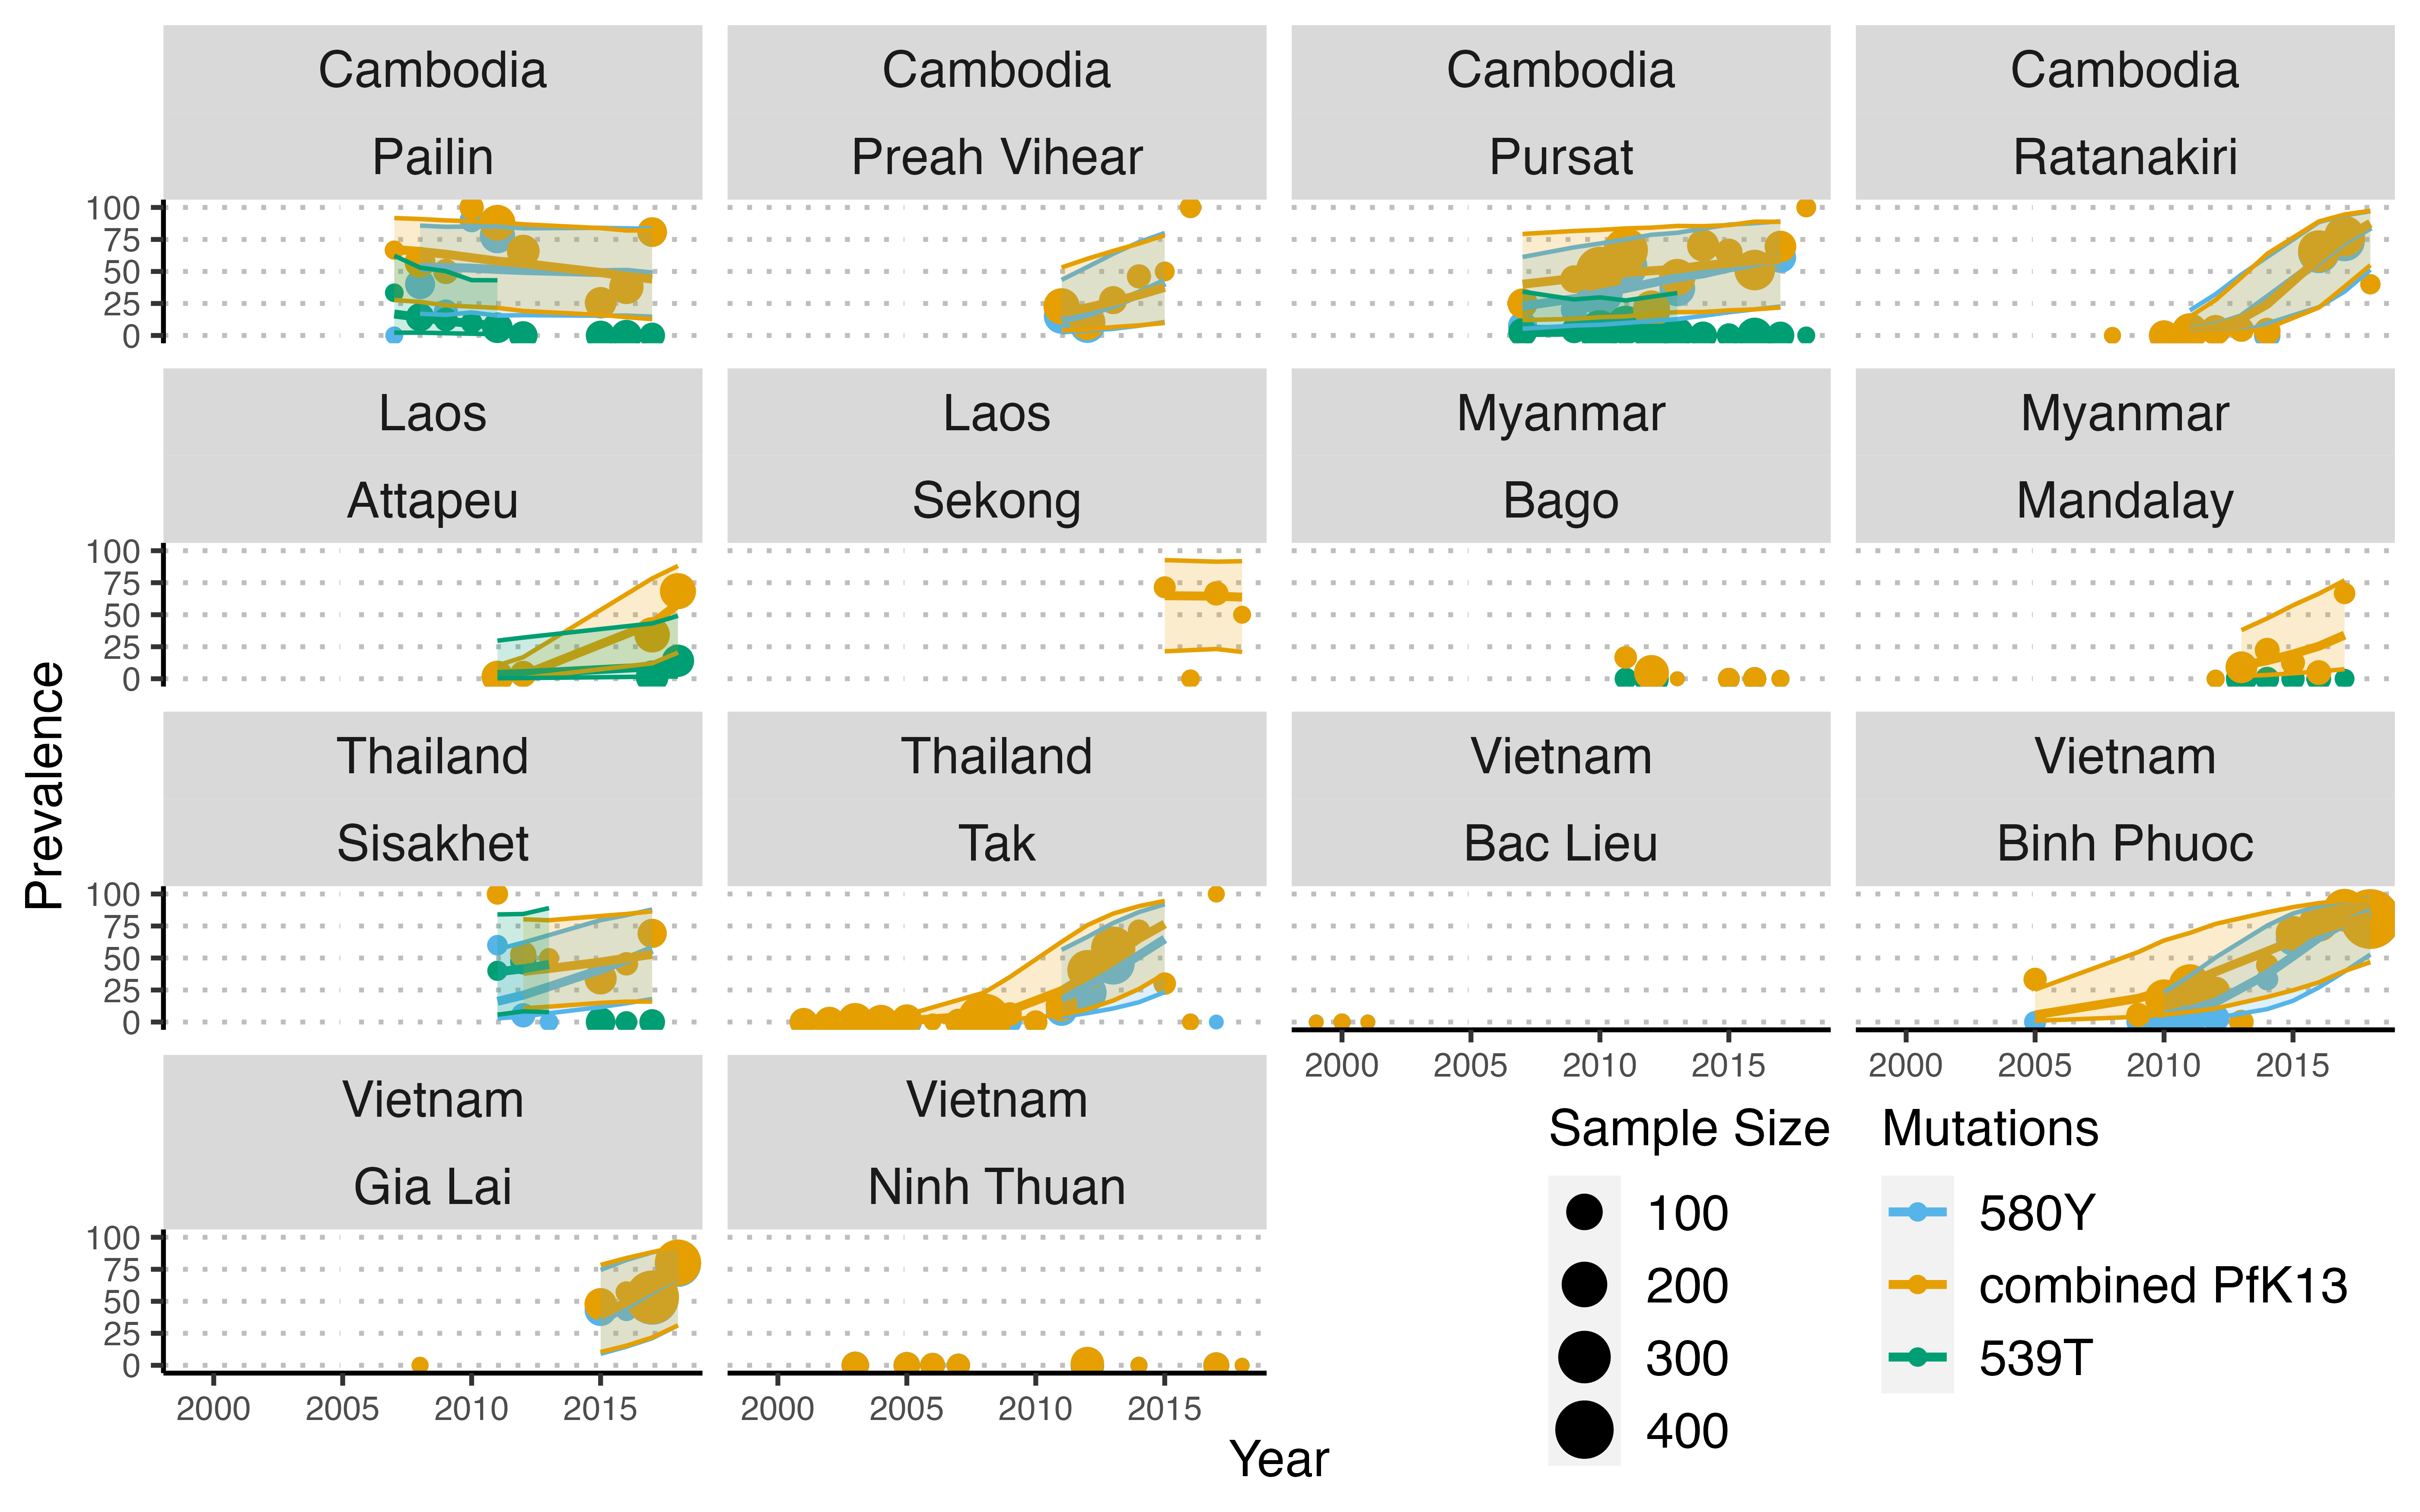 Cambodia
Pailin
Cambodia
Preah Vihear
Cambodia
Pursat
Cambodia
Ratanakiri
100
75
50
25
0
Laos
Attapeu
Laos
Sekong
Myanmar
Bago
Myanmar
Mandalay
100
75
50
25
0
Thailand
Sisakhet
Thailand
Tak
Vietnam
Bac Lieu
Vietnam
Binh Phuoc
100
75
50
25
0
2000 2005 2010 2015
2000 2005 2010 2015
Vietnam
Gia Lai
Vietnam
Ninh Thuan
100
75
50
25
0
2000 2005 2010 2015
2000 2005 2010 2015
Prevalence
Year
Sample Size
100
200
300
400
Mutations
580Y
combined PfK13
539T